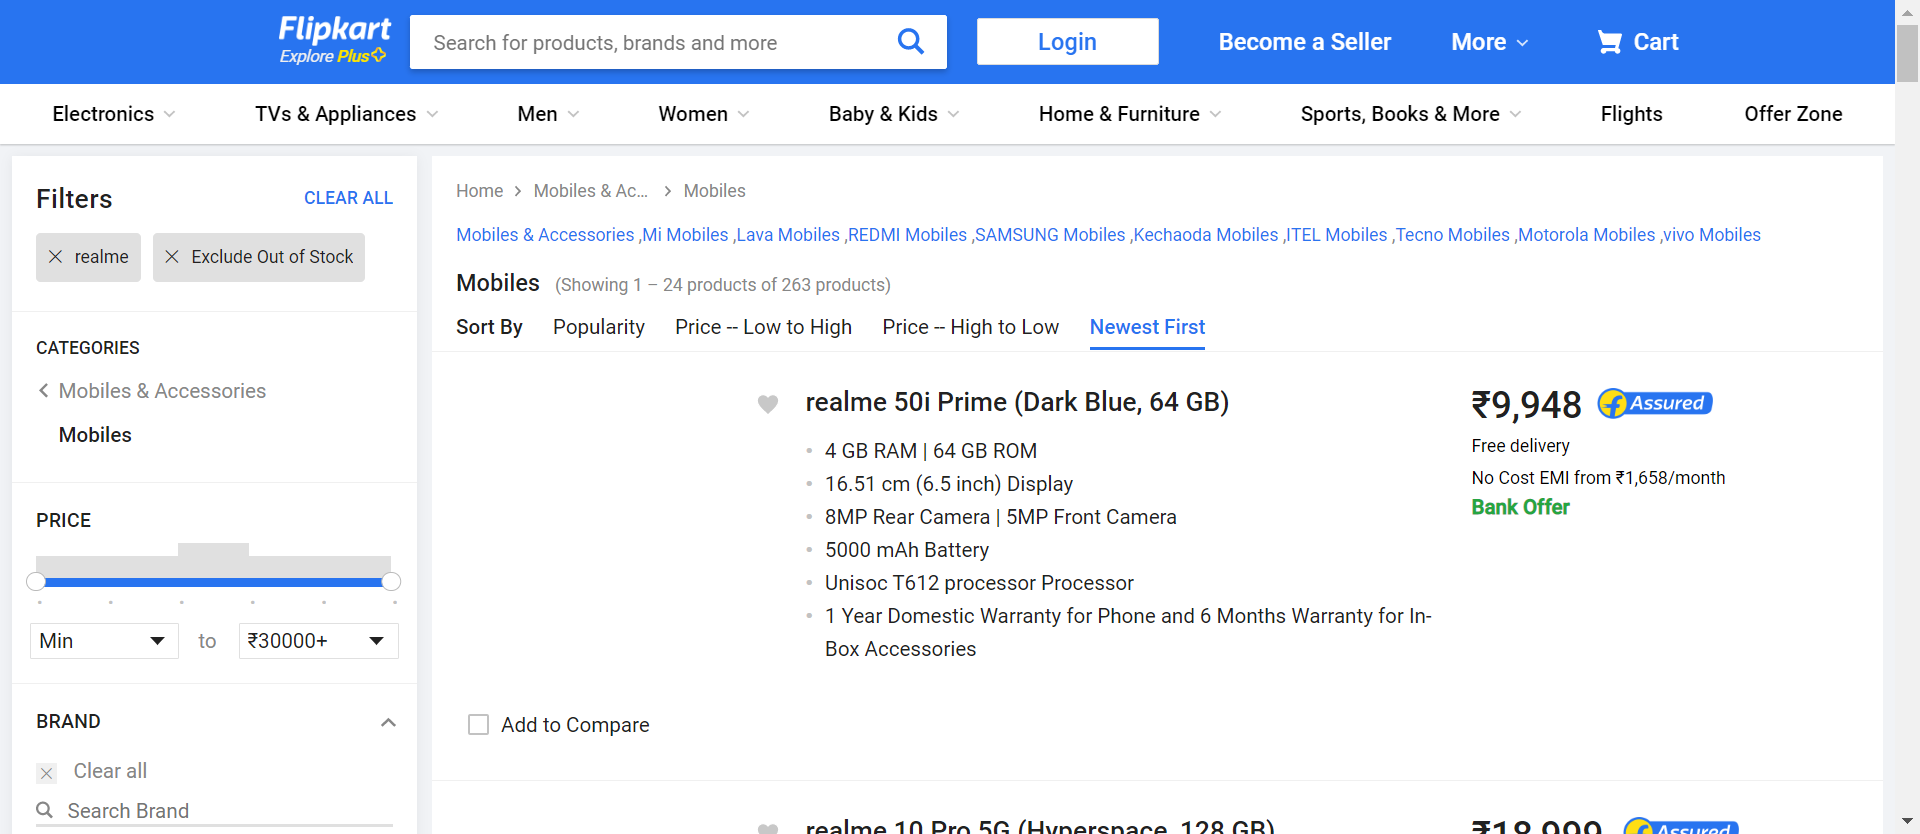 Flipkart
Explore Plus
Search for products, brands and more
Login
Become a Seller
More
Cart
Electronics
TVs & Appliances
Men
Women
Baby & Kids
Home & Furniture
Sports, Books & More
Flights
Offer Zone
Filters
CLEAR ALL
realme
Exclude Out of Stock
CATEGORIES
Mobiles & Accessories
Mobiles
PRICE
Min
to
₹30000+
BRAND
Clear all
Search Brand
Home
Mobiles & Ac...
Mobiles
Mobiles & Accessories ,Mi Mobiles ,Lava Mobiles ,REDMI Mobiles ,SAMSUNG Mobiles ,Kechaoda Mobiles ,ITEL Mobiles ,Tecno Mobiles ,Motorola Mobiles ,vivo Mobiles
Mobiles (Showing 1 – 24 products of 263 products)
Sort By
Popularity
Price -- Low to High
Price -- High to Low
Newest First
realme 50i Prime (Dark Blue, 64 GB)
4 GB RAM | 64 GB ROM
16.51 cm (6.5 inch) Display
8MP Rear Camera | 5MP Front Camera
5000 mAh Battery
Unisoc T612 processor Processor
1 Year Domestic Warranty for Phone and 6 Months Warranty for In-
Box Accessories
₹9,948
Assured
Free delivery
No Cost EMI from ₹1,658/month
Bank Offer
Add to Compare
realme 10 Pro 5G (Hyperspace, 128 GB)
₹18,999
Assured